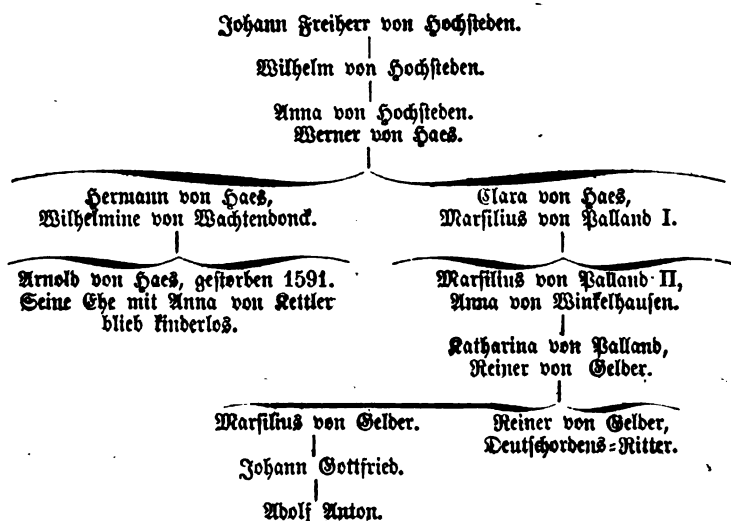 Johann Freiherr von Hochsteden.
Wilhelm von Hochsteden.
Anna von Hochsteden.
Werner von Haes.
Hermann von Haes,
Wilhelmine von Wachtendonck.
Clara von Haes,
Marsilius von Palland I.
Arnold von Haes, gestorben 1591.
Seine Ehe mit Anna von Kettler
blieb kinderlos.
Marsilius von Palland II,
Anna von Winkelhausen.
Katharina von Palland,
Reiner von Gelder.
Marsilius von Gelder.
Reiner von Gelder,
Deutschordens-Ritter.
Johann Gottfried.
Adolf Anton.